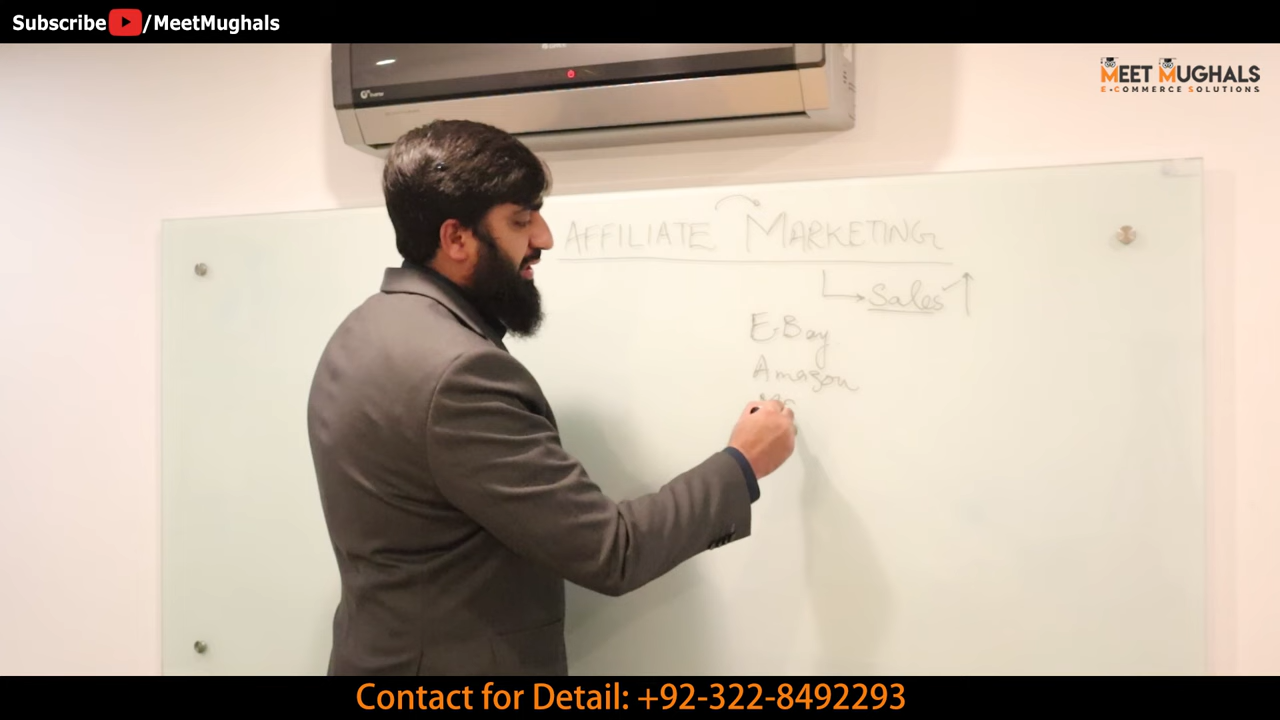 Subscribe /MeetMughals
MEET MUGHALS
E-COMMERCE SOLUTIONS
AFFILIATE MARKETING
Sales
E-Bay
Amazon
Contact for Detail: +92-322-8492293